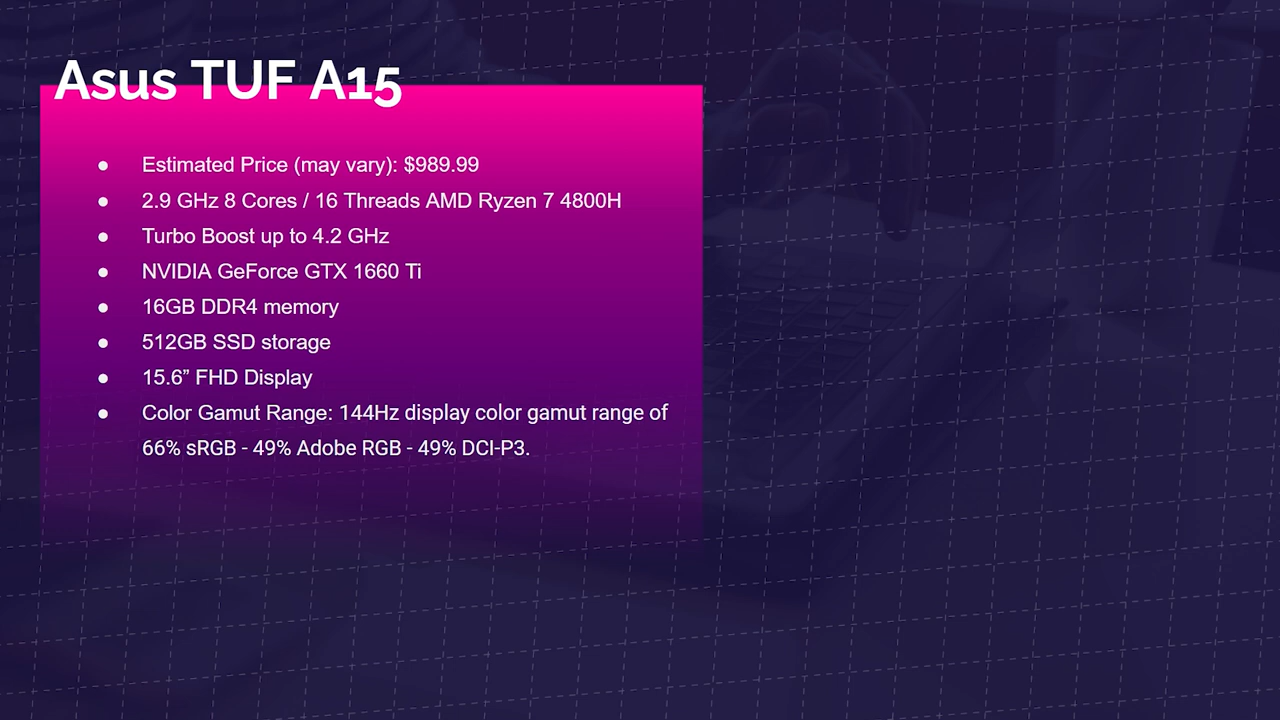 Asus TUF A15
● Estimated Price (may vary): $989.99
● 2.9 GHz 8 Cores / 16 Threads AMD Ryzen 7 4800H
● Turbo Boost up to 4.2 GHz
● NVIDIA GeForce GTX 1660 Ti
● 16GB DDR4 memory
● 512GB SSD storage
● 15.6” FHD Display
● Color Gamut Range: 144Hz display color gamut range of
66% sRGB - 49% Adobe RGB - 49% DCI-P3.